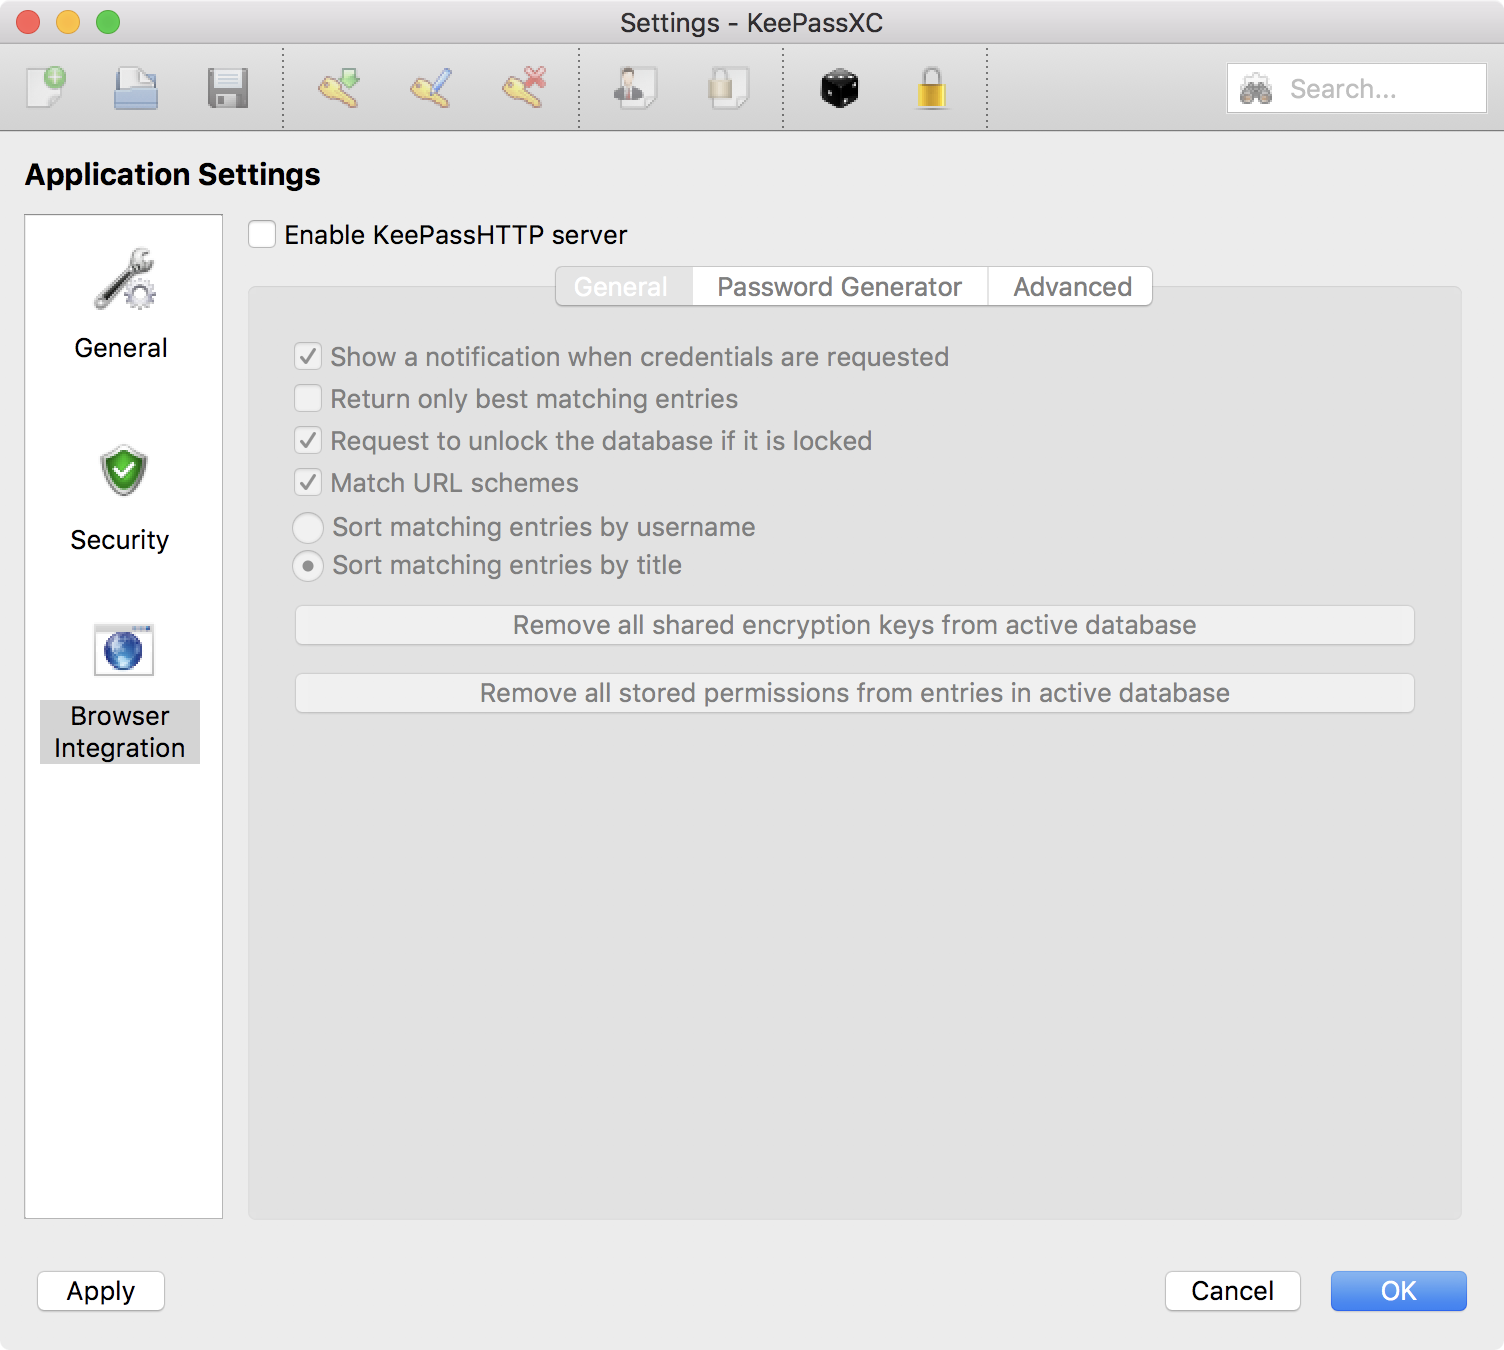 Settings - KeePassXC
Search...
Application Settings
General
Security
Browser
Integration
Enable KeePassHTTP server
General
Password Generator
Advanced
Show a notification when credentials are requested
Return only best matching entries
Request to unlock the database if it is locked
Match URL schemes
Sort matching entries by username
Sort matching entries by title
Remove all shared encryption keys from active database
Remove all stored permissions from entries in active database
Apply
Cancel
OK